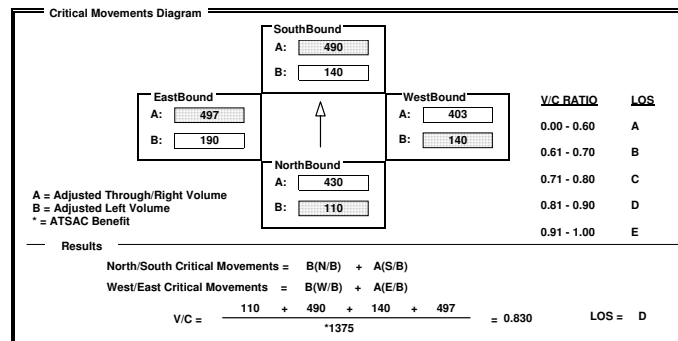 Critical Movements Diagram
SouthBound
A: 490
B: 140
EastBound
A: 497
B: 190
WestBound
A: 403
B: 140
NorthBound
A: 430
B: 110
V/C RATIO LOS
0.00 - 0.60 A
0.61 - 0.70 B
0.71 - 0.80 C
0.81 - 0.90 D
0.91 - 1.00 E
A = Adjusted Through/Right Volume
B = Adjusted Left Volume
* = ATSAC Benefit
Results
North/South Critical Movements = B(N/B) + A(S/B)
West/East Critical Movements = B(W/B) + A(E/B)
V/C = 110 + 490 + 140 + 497 = 0.830 LOS = D
*1375